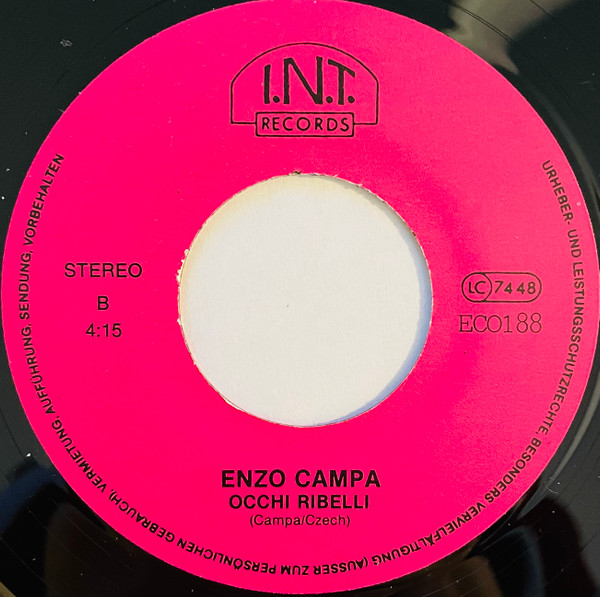 I.N.T.
RECORDS
STEREO
B
4:15
LC 7448
ECO188
ENZO CAMPA
OCCHI RIBELLI
(Campa/Czech)
URHEBER- UND LEISTUNGSSCHUTZRECHTE, BESONDERS VERVIELFÄLTIGUNG (AUSSER ZUM PERSÖNLICHEN GEBRAUCH), VERMIETUNG, AUFFÜHRUNG, SENDUNG, VORBEHALTEN